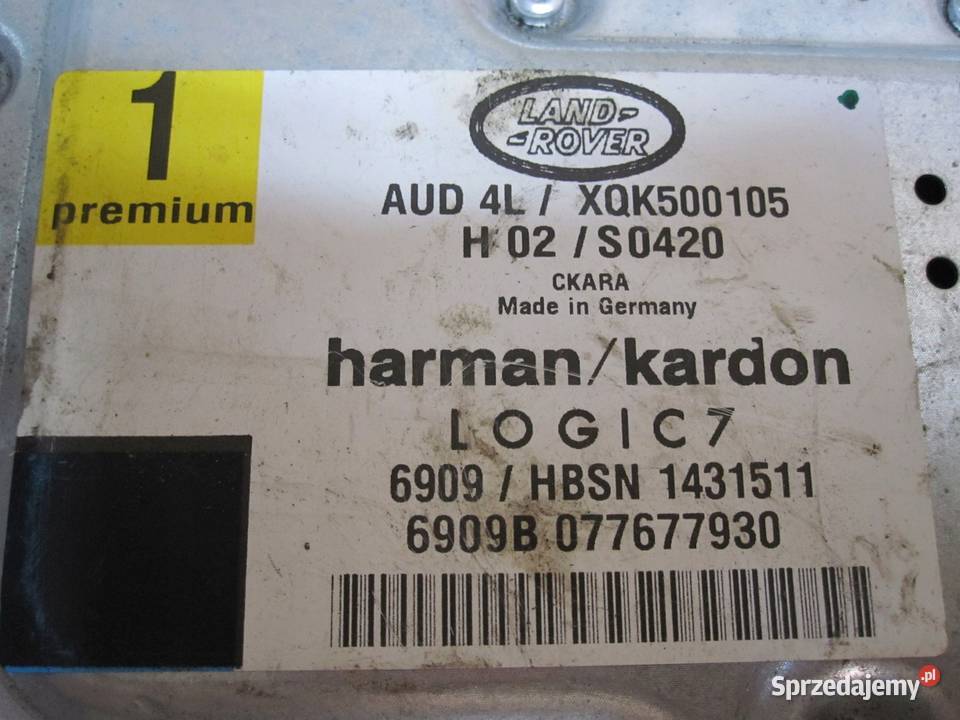 1
premium
LAND-
-ROVER
AUD 4L / XQK500105
H 02 / S0420
CKARA
Made in Germany
harman/kardon
LOGIC7
6909 / HBSN 1431511
6909B 077677930
Sprzedajemy.pl